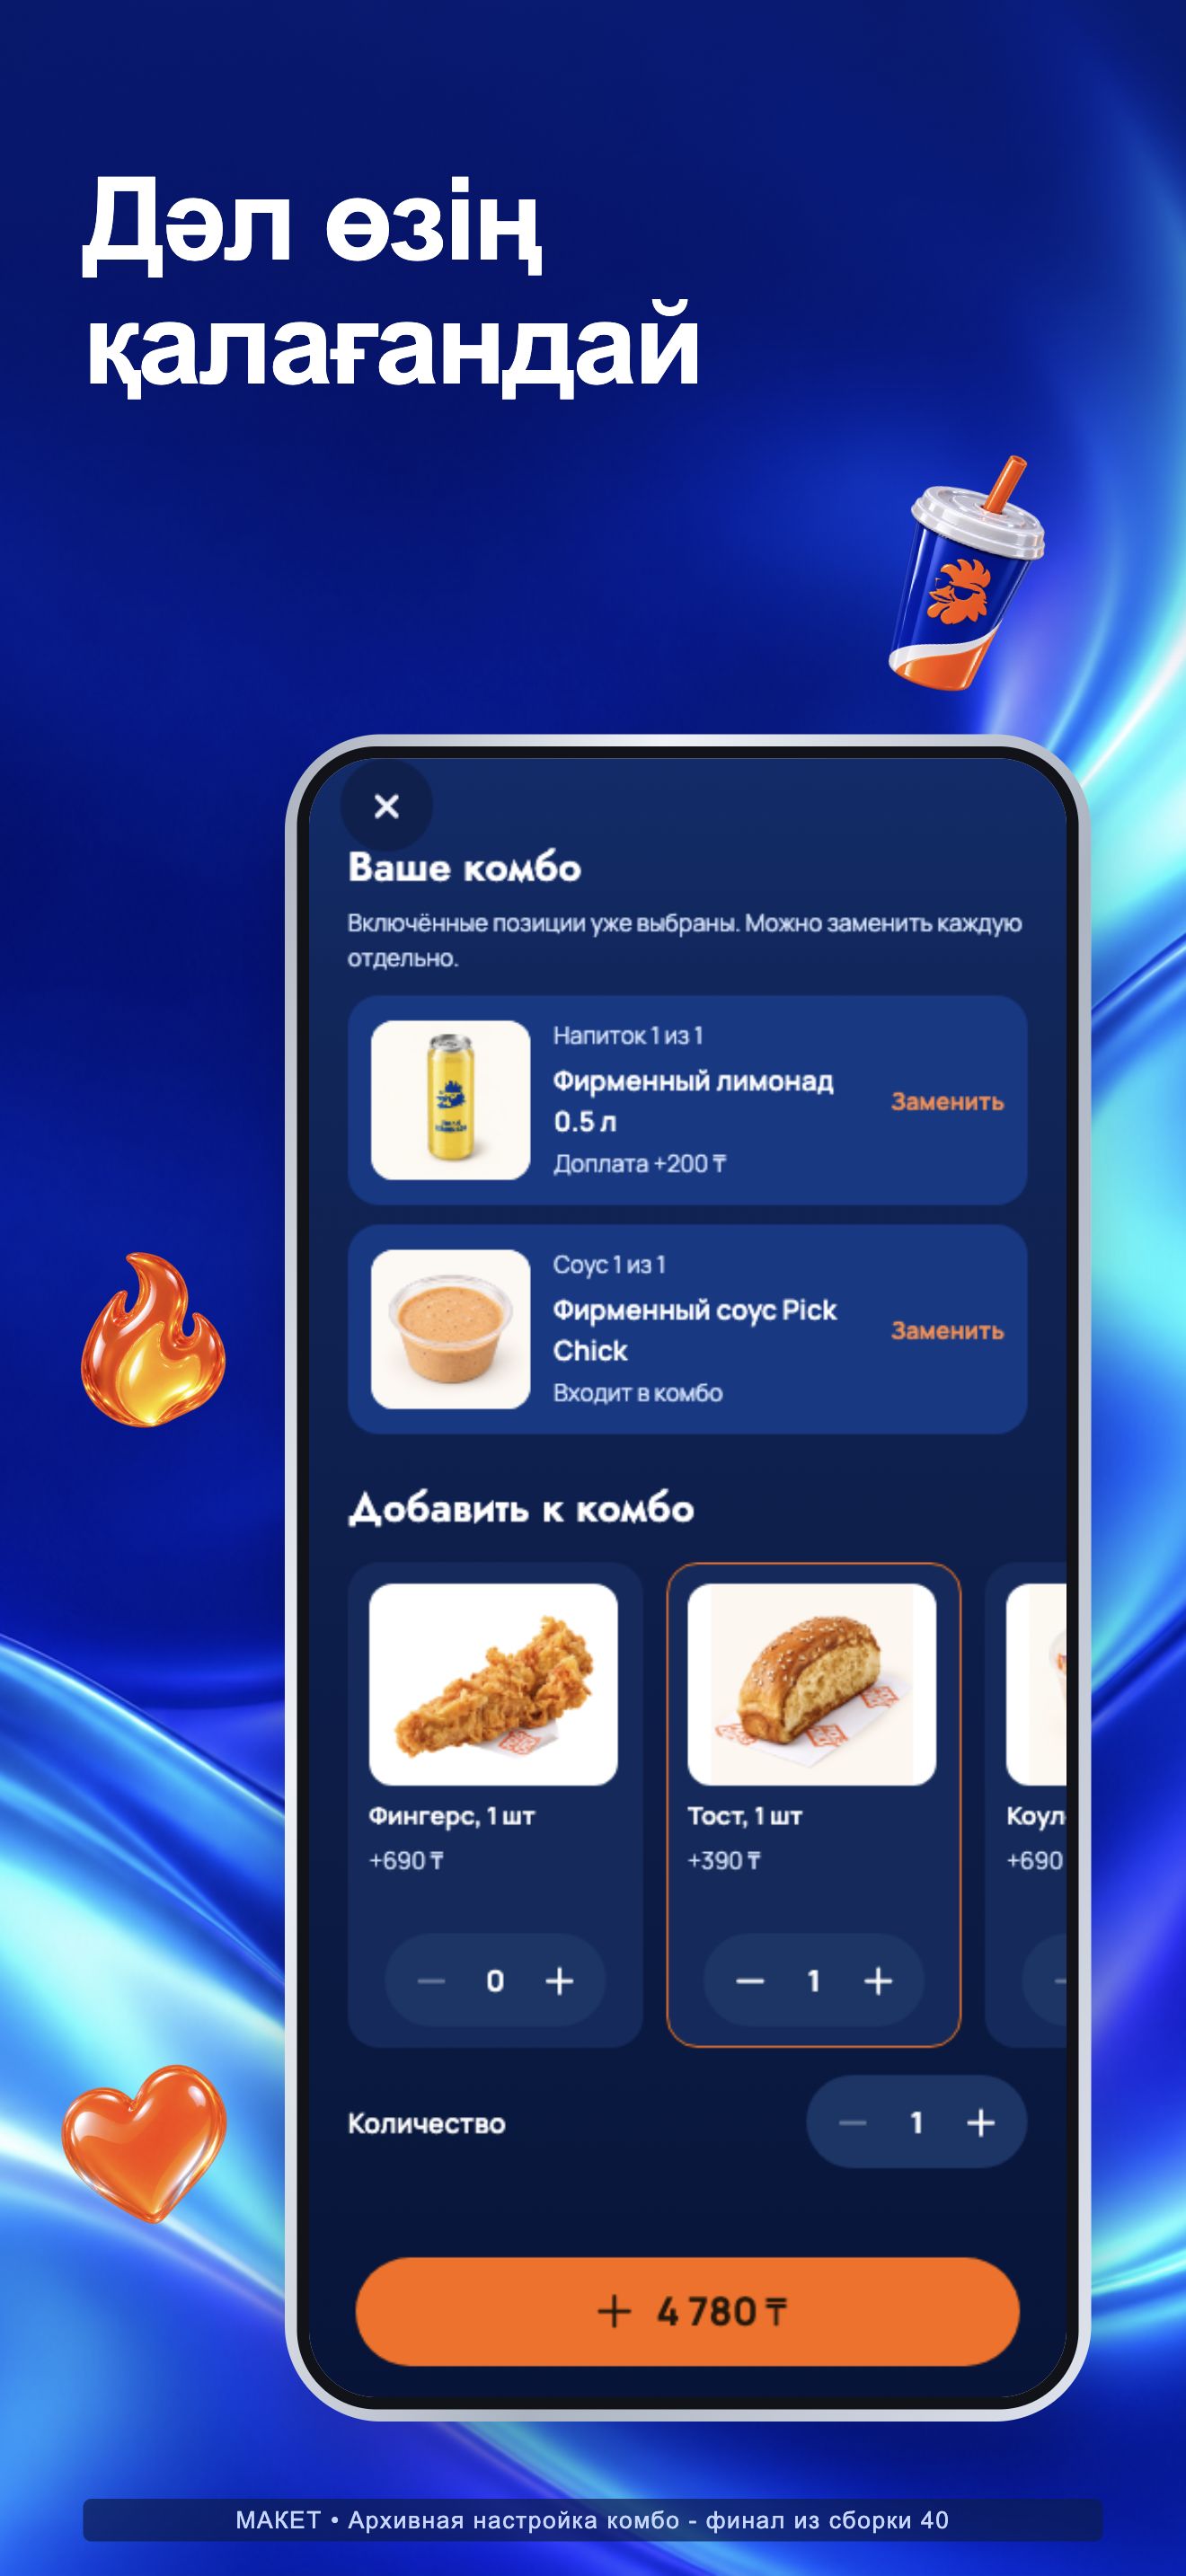 Дәл өзің
қалағандай
Ваше комбо
Включённые позиции уже выбраны. Можно заменить каждую
отдельно.
Напиток 1 из 1
Фирменный лимонад
0.5 л
Доплата +200 ₸
Заменить
Соус 1 из 1
Фирменный соус Pick
Chick
Входит в комбо
Заменить
Добавить к комбо
Фингерс, 1 шт
+690 ₸
0
Тост, 1 шт
+390 ₸
1
+690
Количество
1
+ 4 780 ₸
МАКЕТ • Архивная настройка комбо - финал из сборки 40